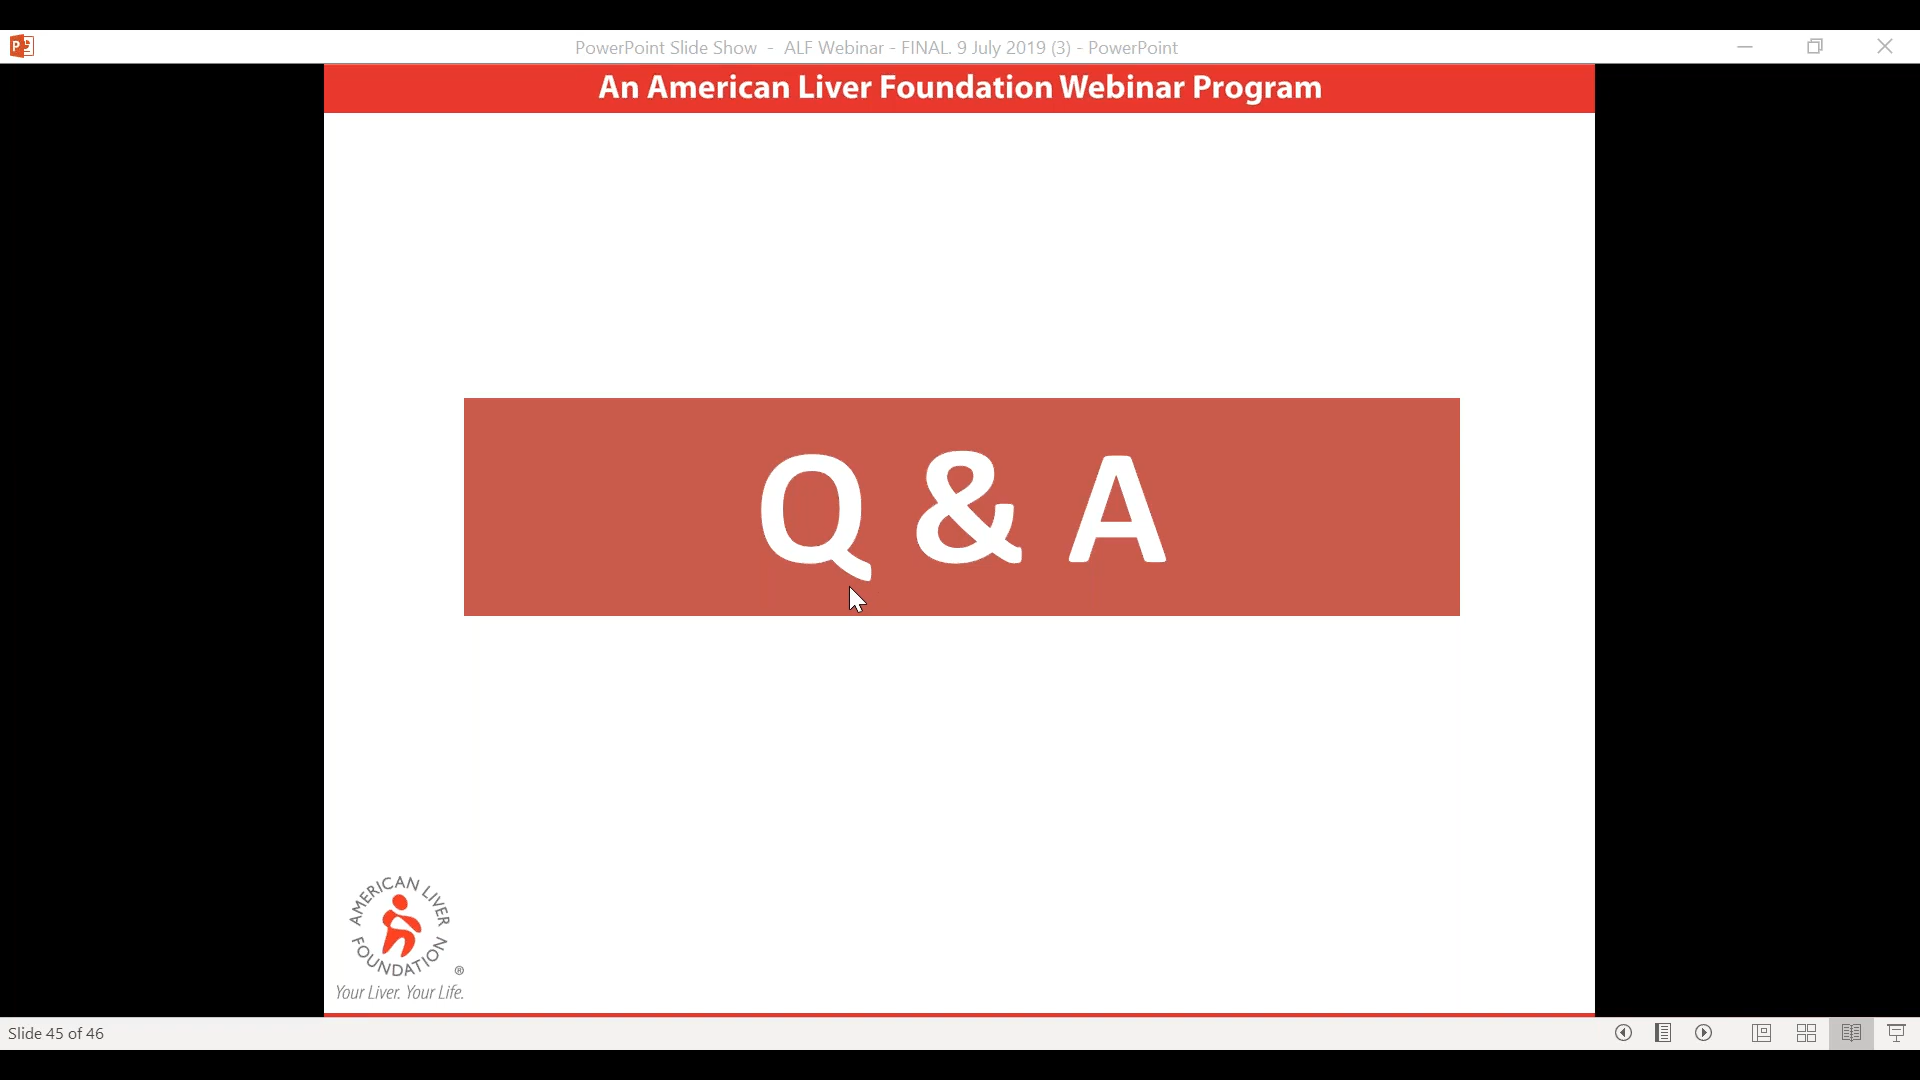 PowerPoint Slide Show - ALF Webinar - FINAL. 9 July 2019 (3) - PowerPoint
An American Liver Foundation Webinar Program
Q & A
AMERICAN LIVER
FOUNDATION
®
Your Liver. Your Life.
Slide 45 of 46